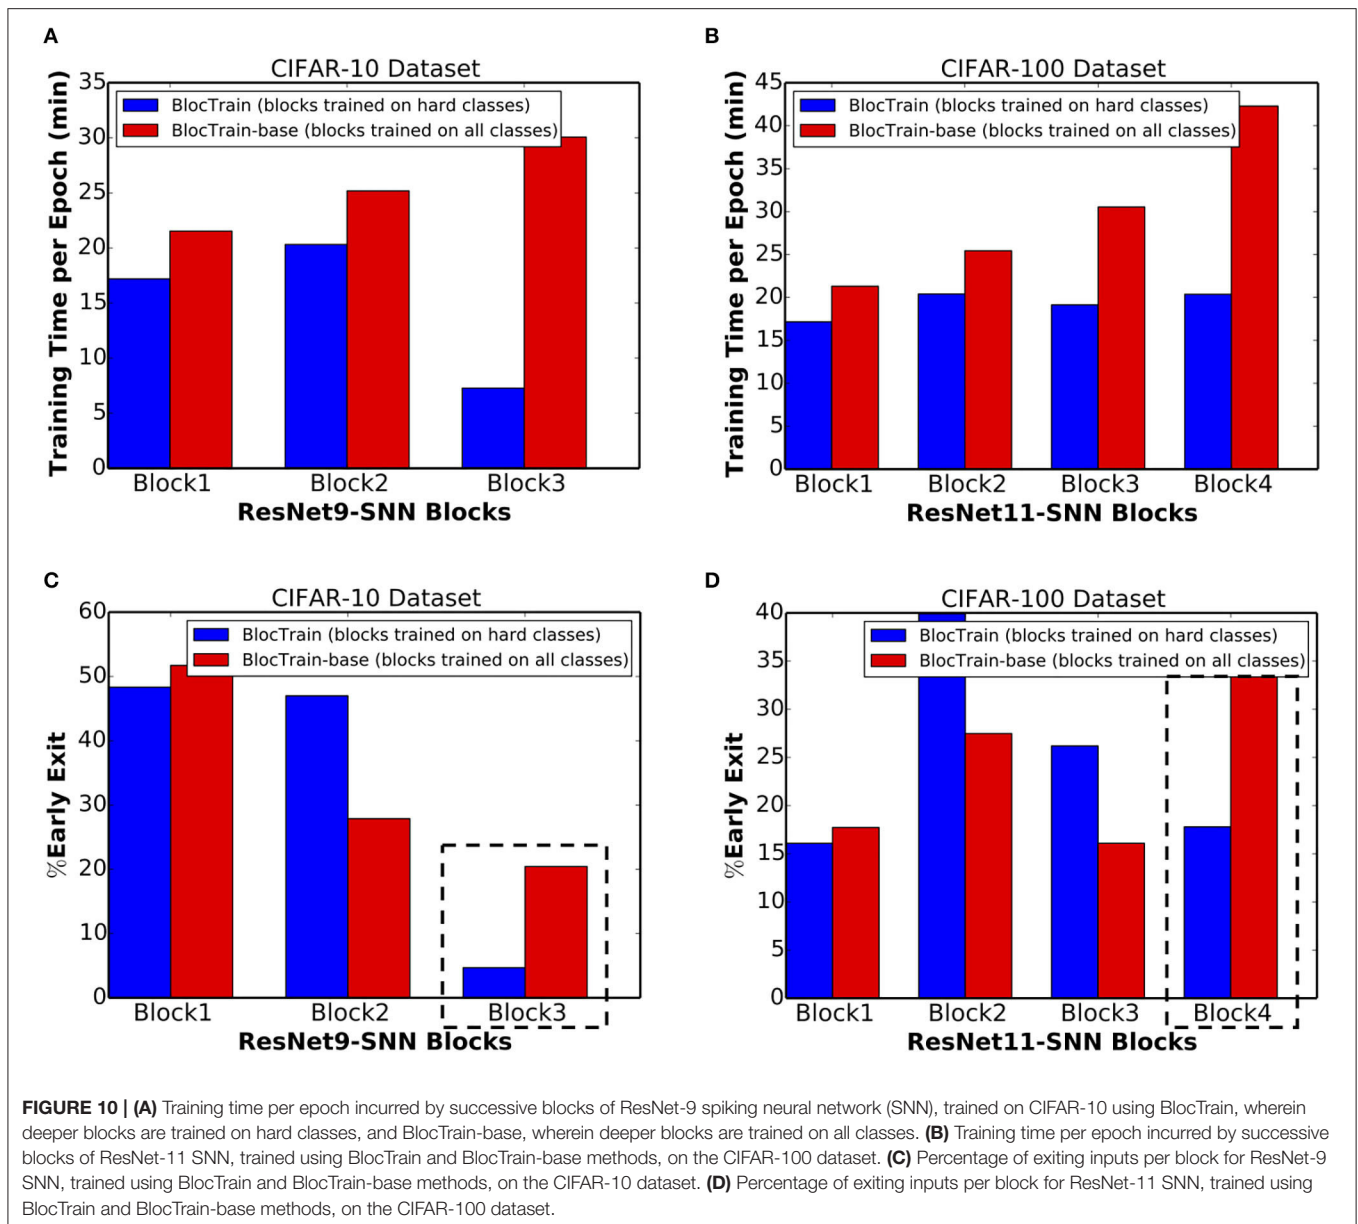 A
CIFAR-10 Dataset
Training Time per Epoch (min)
35
30
25
20
15
10
5
0
BlocTrain (blocks trained on hard classes)
BlocTrain-base (blocks trained on all classes)
Block1 Block2 Block3
ResNet9-SNN Blocks
B
CIFAR-100 Dataset
Training Time per Epoch (min)
45
40
35
30
25
20
15
10
5
0
BlocTrain (blocks trained on hard classes)
BlocTrain-base (blocks trained on all classes)
Block1 Block2 Block3 Block4
ResNet11-SNN Blocks
C
CIFAR-10 Dataset
%Early Exit
60
50
40
30
20
10
0
BlocTrain (blocks trained on hard classes)
BlocTrain-base (blocks trained on all classes)
Block1 Block2 Block3
ResNet9-SNN Blocks
D
CIFAR-100 Dataset
%Early Exit
40
35
30
25
20
15
10
5
0
BlocTrain (blocks trained on hard classes)
BlocTrain-base (blocks trained on all classes)
Block1 Block2 Block3 Block4
ResNet11-SNN Blocks
FIGURE 10 | (A) Training time per epoch incurred by successive blocks of ResNet-9 spiking neural network (SNN), trained on CIFAR-10 using BlocTrain, wherein
deeper blocks are trained on hard classes, and BlocTrain-base, wherein deeper blocks are trained on all classes. (B) Training time per epoch incurred by successive
blocks of ResNet-11 SNN, trained using BlocTrain and BlocTrain-base methods, on the CIFAR-100 dataset. (C) Percentage of exiting inputs per block for ResNet-9
SNN, trained using BlocTrain and BlocTrain-base methods, on the CIFAR-10 dataset. (D) Percentage of exiting inputs per block for ResNet-11 SNN, trained using
BlocTrain and BlocTrain-base methods, on the CIFAR-100 dataset.